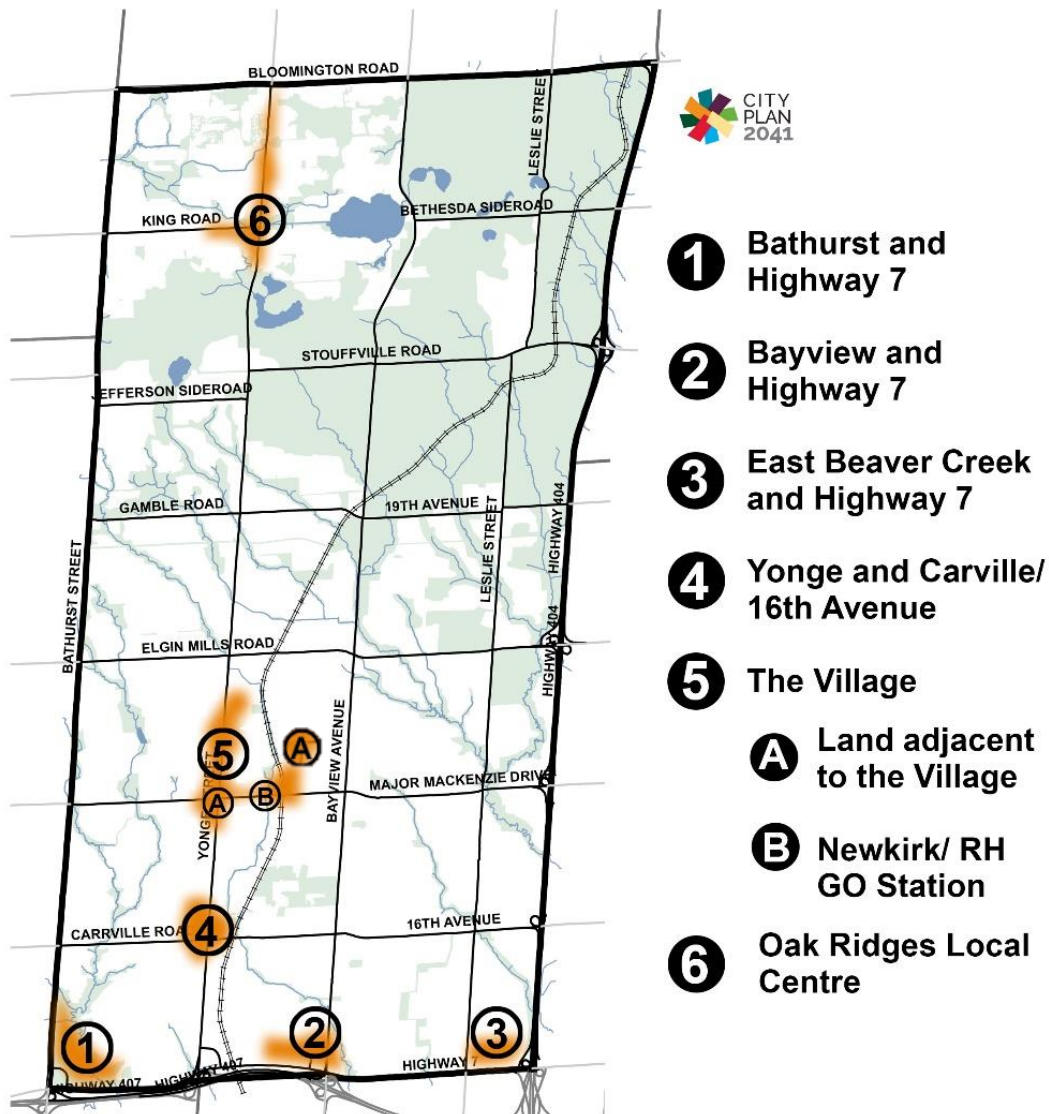 BLOOMINGTON ROAD
LESLIE STREET
CITY
PLAN
2041
6
KING ROAD
BETHESDA SIDEROAD
1 Bathurst and
Highway 7
STOUFFVILLE ROAD
2 Bayview and
Highway 7
JEFFERSON SIDEROAD
3 East Beaver Creek
and Highway 7
GAMBLE ROAD
19TH AVENUE
LESLIE STREET
HIGHWAY 404
4 Yonge and Carville/
16th Avenue
BATHURST STREET
ELGIN MILLS ROAD
HIGHWAY 404
5 The Village
5
A
A Land adjacent
to the Village
YONGE STREET
A
B
BAYVIEW AVENUE
MAJOR MACKENZIE DRIVE
B Newkirk/ RH
GO Station
CARRVILLE ROAD
4
16TH AVENUE
6 Oak Ridges Local
Centre
1
2
3
HIGHWAY 407
HIGHWAY 407
HIGHWAY 7